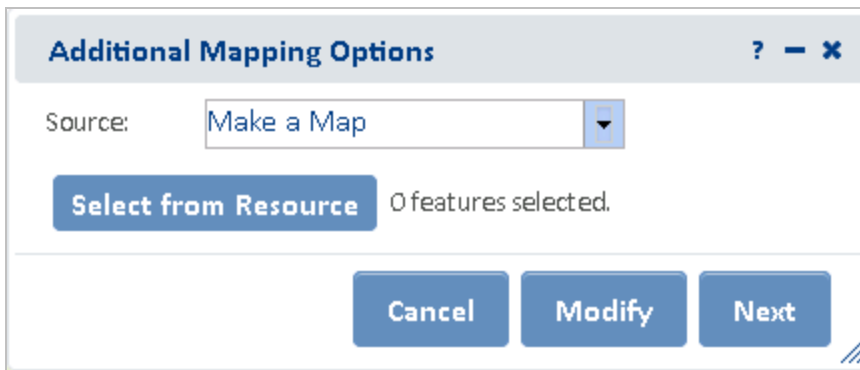 Additional Mapping Options ?
Source: Make a Map
Select from Resource 0 features selected.
Cancel Modify Next